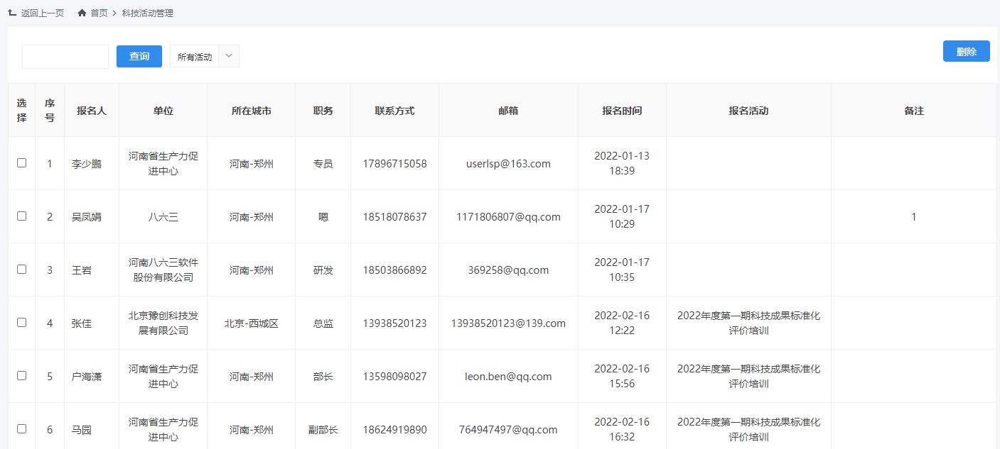 返回上一页 首页 > 科技活动管理
查询 所有活动 删除
选择 序号 报名人 单位 所在城市 职务 联系方式 邮箱 报名时间 报名活动 备注
1 李少鹏 河南省生产力促进中心 河南-郑州 专员 17896715058 userlsp@163.com 2022-01-13 18:39
2 吴凤娟 八六三 河南-郑州 嗯 18518078637 1171806807@qq.com 2022-01-17 10:29 1
3 王岩 河南八六三软件股份有限公司 河南-郑州 研发 18503866892 369258@qq.com 2022-01-17 10:35
4 张佳 北京豫创科技发展有限公司 北京-西城区 总监 13938520123 13938520123@139.com 2022-02-16 12:22 2022年度第一期科技成果标准化评价培训
5 户海潇 河南省生产力促进中心 河南-郑州 部长 13598098027 leon.ben@qq.com 2022-02-16 15:56 2022年度第一期科技成果标准化评价培训
6 马园 河南省生产力促进中心 河南-郑州 副部长 18624919890 764947497@qq.com 2022-02-16 16:32 2022年度第一期科技成果标准化评价培训